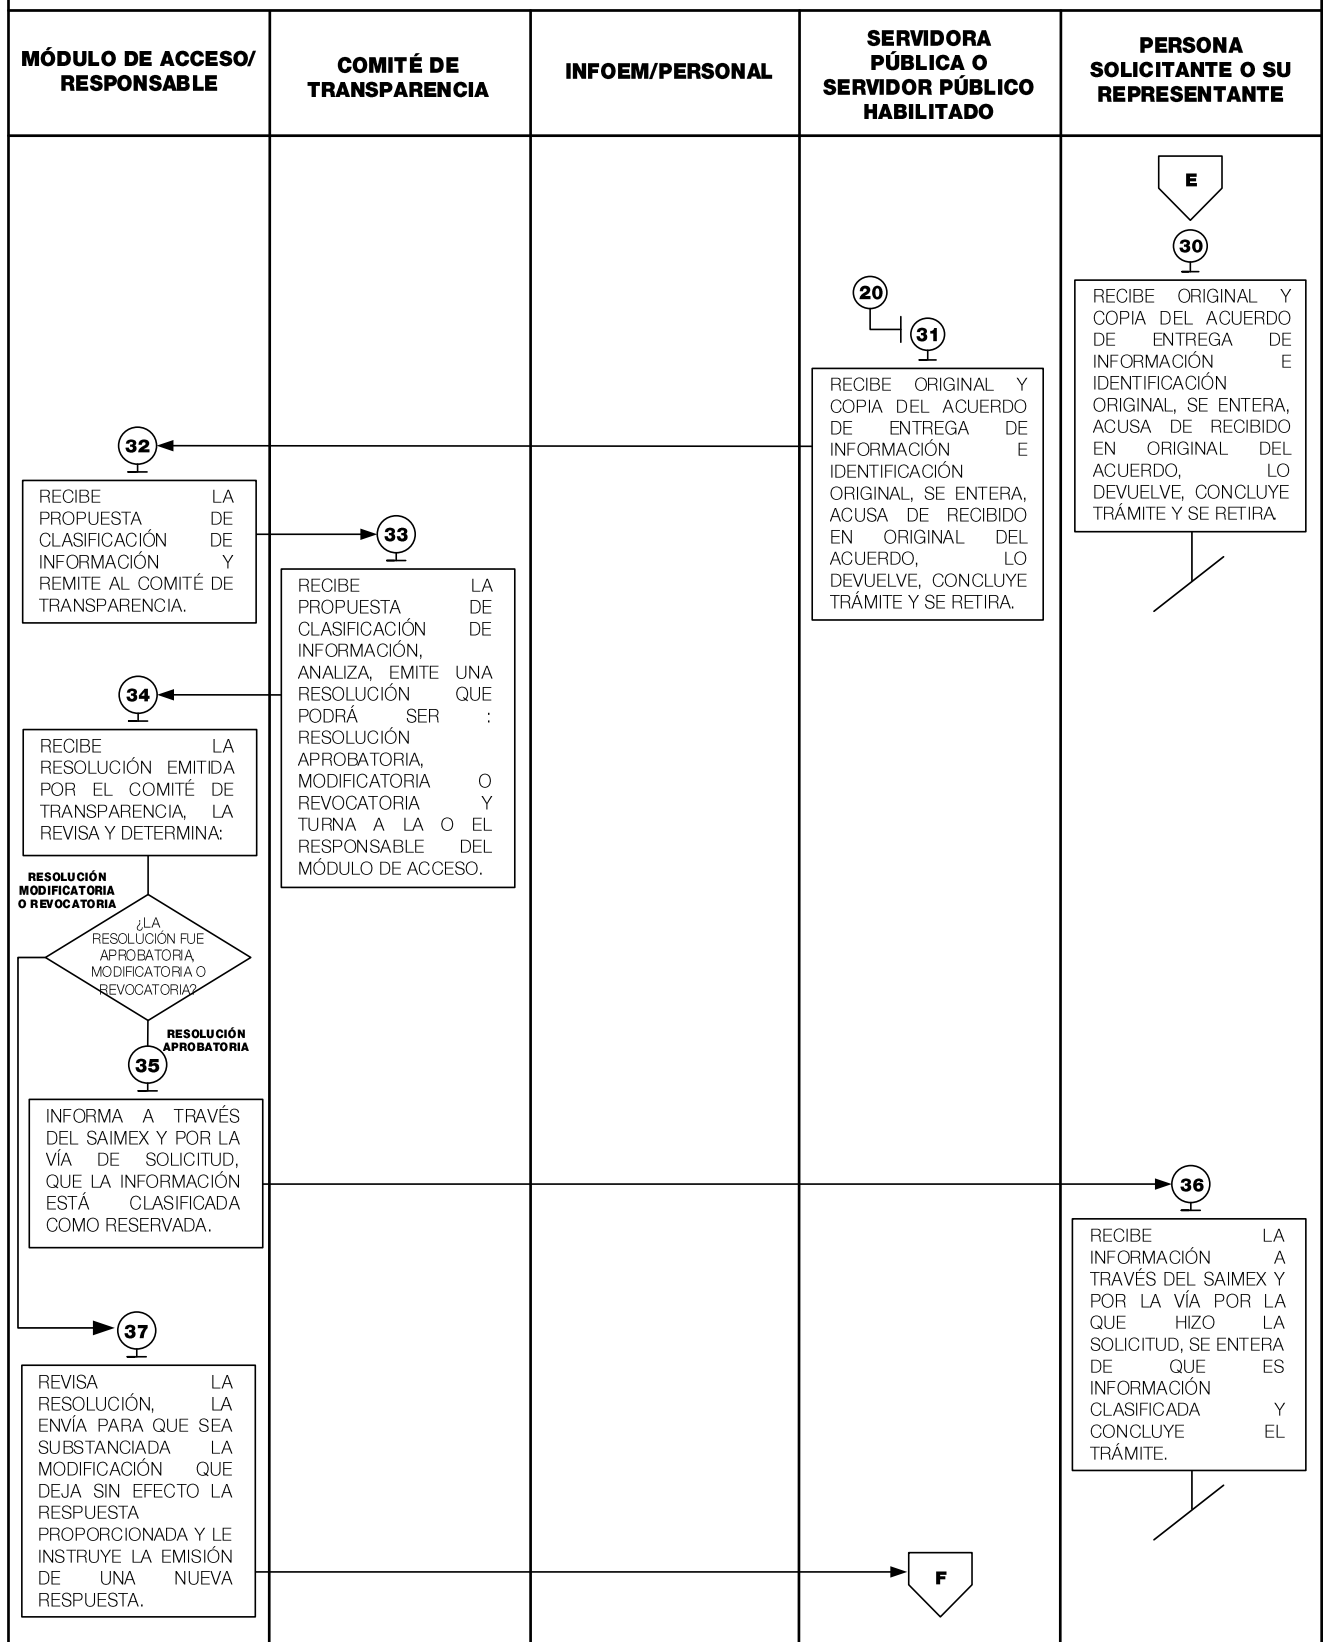 MÓDULO DE ACCESO/
RESPONSABLE
COMITÉ DE
TRANSPARENCIA
INFOEM/PERSONAL
SERVIDORA
PÚBLICA O
SERVIDOR PÚBLICO
HABILITADO
PERSONA
SOLICITANTE O SU
REPRESENTANTE
E
30
RECIBE ORIGINAL Y
COPIA DEL ACUERDO
DE ENTREGA DE
INFORMACIÓN E
IDENTIFICACIÓN
ORIGINAL, SE ENTERA,
ACUSA DE RECIBIDO
EN ORIGINAL DEL
ACUERDO, LO
DEVUELVE, CONCLUYE
TRÁMITE Y SE RETIRA.
20
31
RECIBE ORIGINAL Y
COPIA DEL ACUERDO
DE ENTREGA DE
INFORMACIÓN E
IDENTIFICACIÓN
ORIGINAL, SE ENTERA,
ACUSA DE RECIBIDO
EN ORIGINAL DEL
ACUERDO, LO
DEVUELVE, CONCLUYE
TRÁMITE Y SE RETIRA.
32
RECIBE LA
PROPUESTA DE
CLASIFICACIÓN DE
INFORMACIÓN Y
REMITE AL COMITÉ DE
TRANSPARENCIA.
33
RECIBE LA
PROPUESTA DE
CLASIFICACIÓN DE
INFORMACIÓN,
ANALIZA, EMITE UNA
RESOLUCIÓN QUE
PODRÁ SER :
RESOLUCIÓN
APROBATORIA,
MODIFICATORIA O
REVOCATORIA Y
TURNA A LA O EL
RESPONSABLE DEL
MÓDULO DE ACCESO.
34
RECIBE LA
RESOLUCIÓN EMITIDA
POR EL COMITÉ DE
TRANSPARENCIA, LA
REVISA Y DETERMINA:
RESOLUCIÓN
MODIFICATORIA
O REVOCATORIA
¿LA
RESOLUCIÓN FUE
APROBATORIA,
MODIFICATORIA O
REVOCATORIA?
RESOLUCIÓN
APROBATORIA
35
INFORMA A TRAVÉS
DEL SAIMEX Y POR LA
VÍA DE SOLICITUD,
QUE LA INFORMACIÓN
ESTÁ CLASIFICADA
COMO RESERVADA.
36
RECIBE LA
INFORMACIÓN A
TRAVÉS DEL SAIMEX Y
POR LA VÍA POR LA
QUE HIZO LA
SOLICITUD, SE ENTERA
DE QUE ES
INFORMACIÓN
CLASIFICADA Y
CONCLUYE EL
TRÁMITE.
37
REVISA LA
RESOLUCIÓN, LA
ENVÍA PARA QUE SEA
SUBSTANCIADA LA
MODIFICACIÓN QUE
DEJA SIN EFECTO LA
RESPUESTA
PROPORCIONADA Y LE
INSTRUYE LA EMISIÓN
DE UNA NUEVA
RESPUESTA.
F